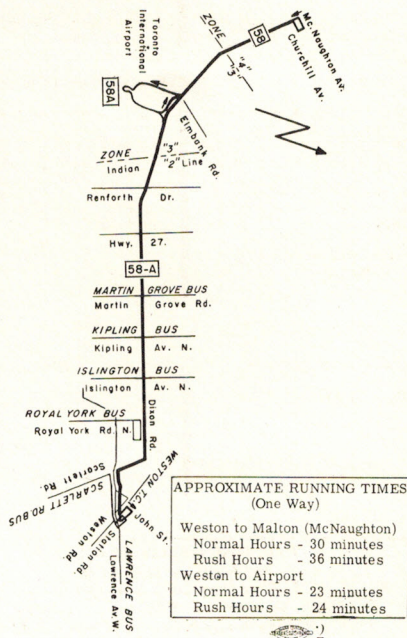 Mc. Naughton Av.
Churchill Av.
58
ZONE
"4"
"3"
Toronto
International
Airport
58A
Elmbank Rd.
ZONE
"3"
"2" Line
Indian
Renforth Dr.
Hwy. 27.
58-A
MARTIN GROVE BUS
Martin Grove Rd.
KIPLING BUS
Kipling Av. N.
ISLINGTON BUS
Islington Av. N.
Dixon Rd.
ROYAL YORK BUS
Royal York Rd. N.
Scarlett Rd.
SCARLETT RD. BUS
WESTON T.C.
John St.
Weston Rd
Station Rd
Lawrence Av. W.
LAWRENCE BUS
APPROXIMATE RUNNING TIMES
(One Way)
Weston to Malton (McNaughton)
Normal Hours - 30 minutes
Rush Hours - 36 minutes
Weston to Airport
Normal Hours - 23 minutes
Rush Hours - 24 minutes